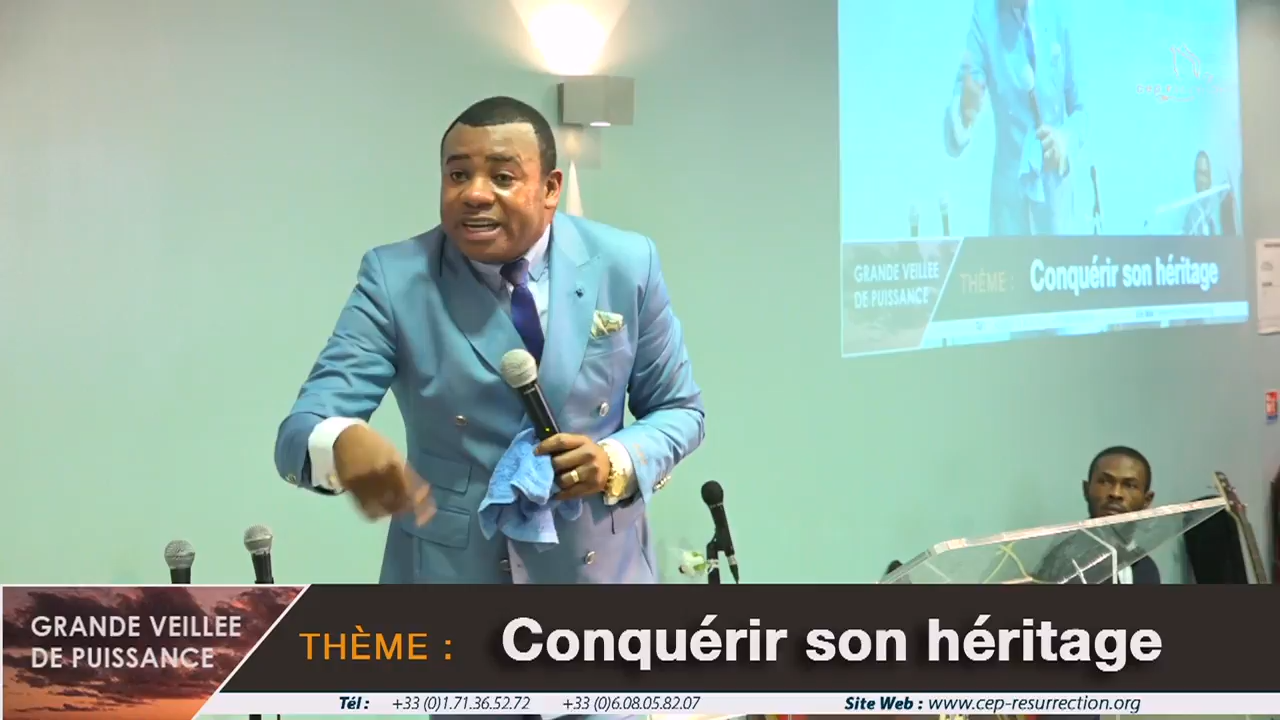 GRANDE VEILLEE
DE PUISSANCE
THÈME :
Conquérir son héritage
GRANDE VEILLEE
DE PUISSANCE
THÈME :
Conquérir son héritage
Tél :
+33 (0)1.71.36.52.72
+33 (0)6.08.05.82.07
Site Web : www.cep-resurrection.org